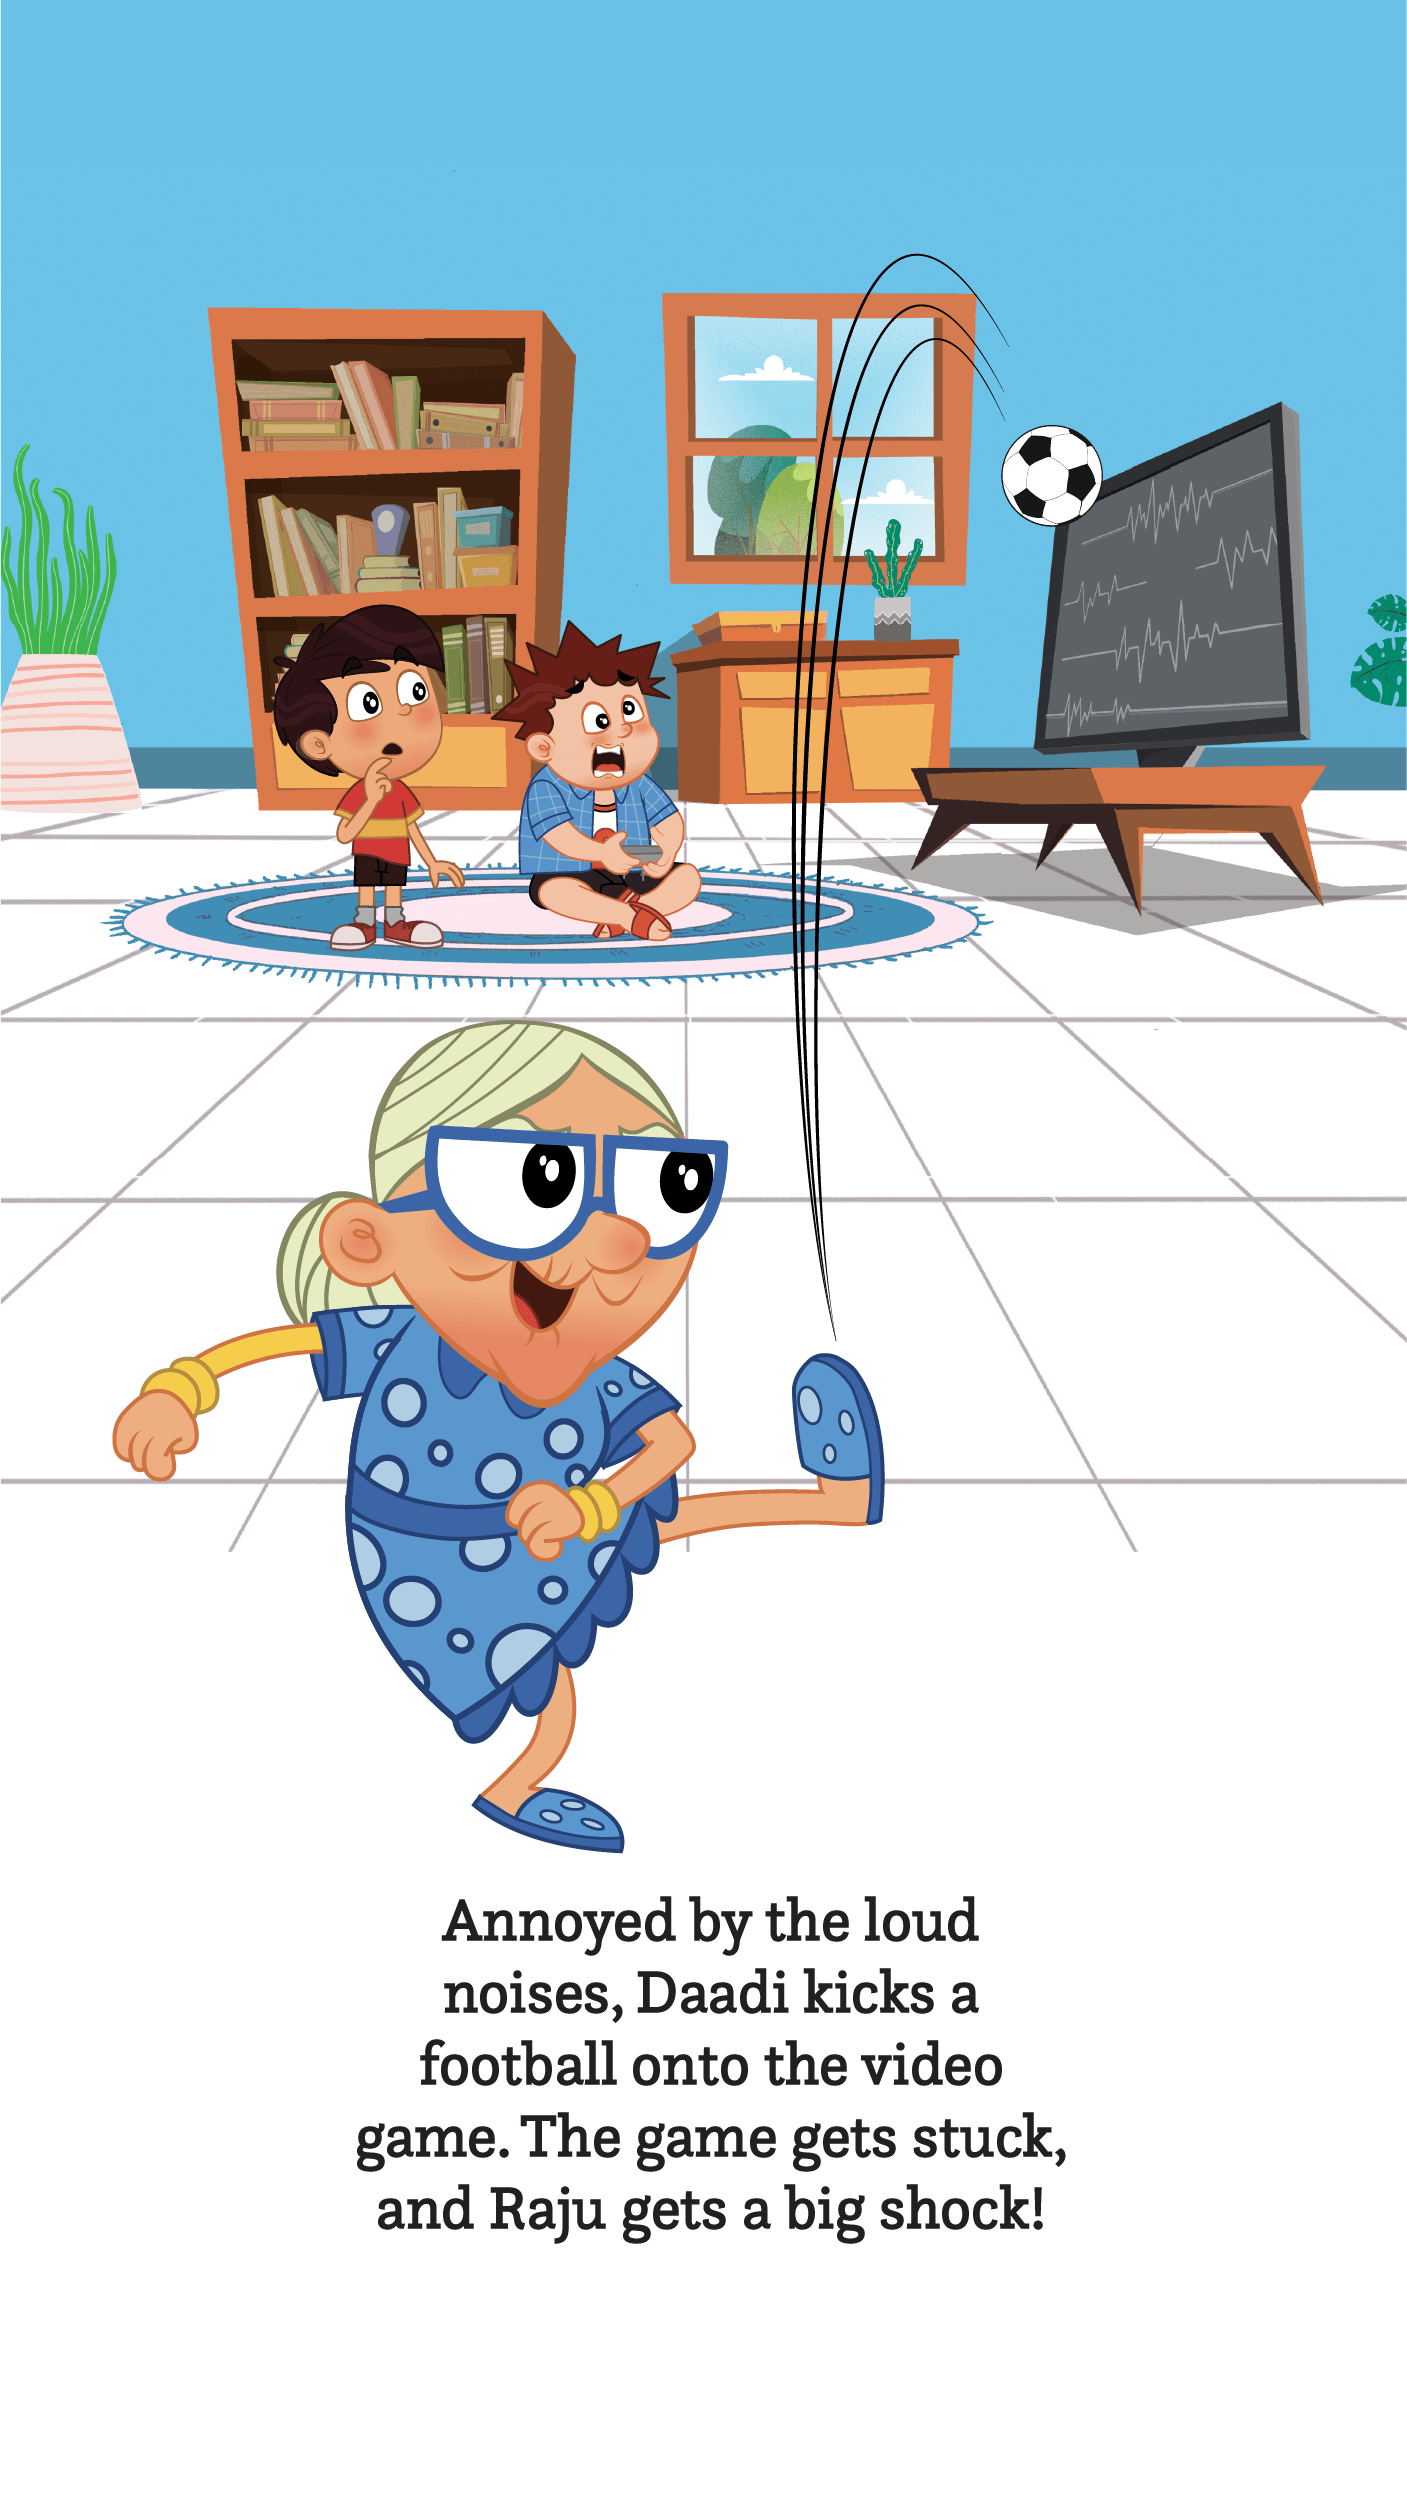 Annoyed by the loud
noises, Daadi kicks a
football onto the video
game. The game gets stuck,
and Raju gets a big shock!